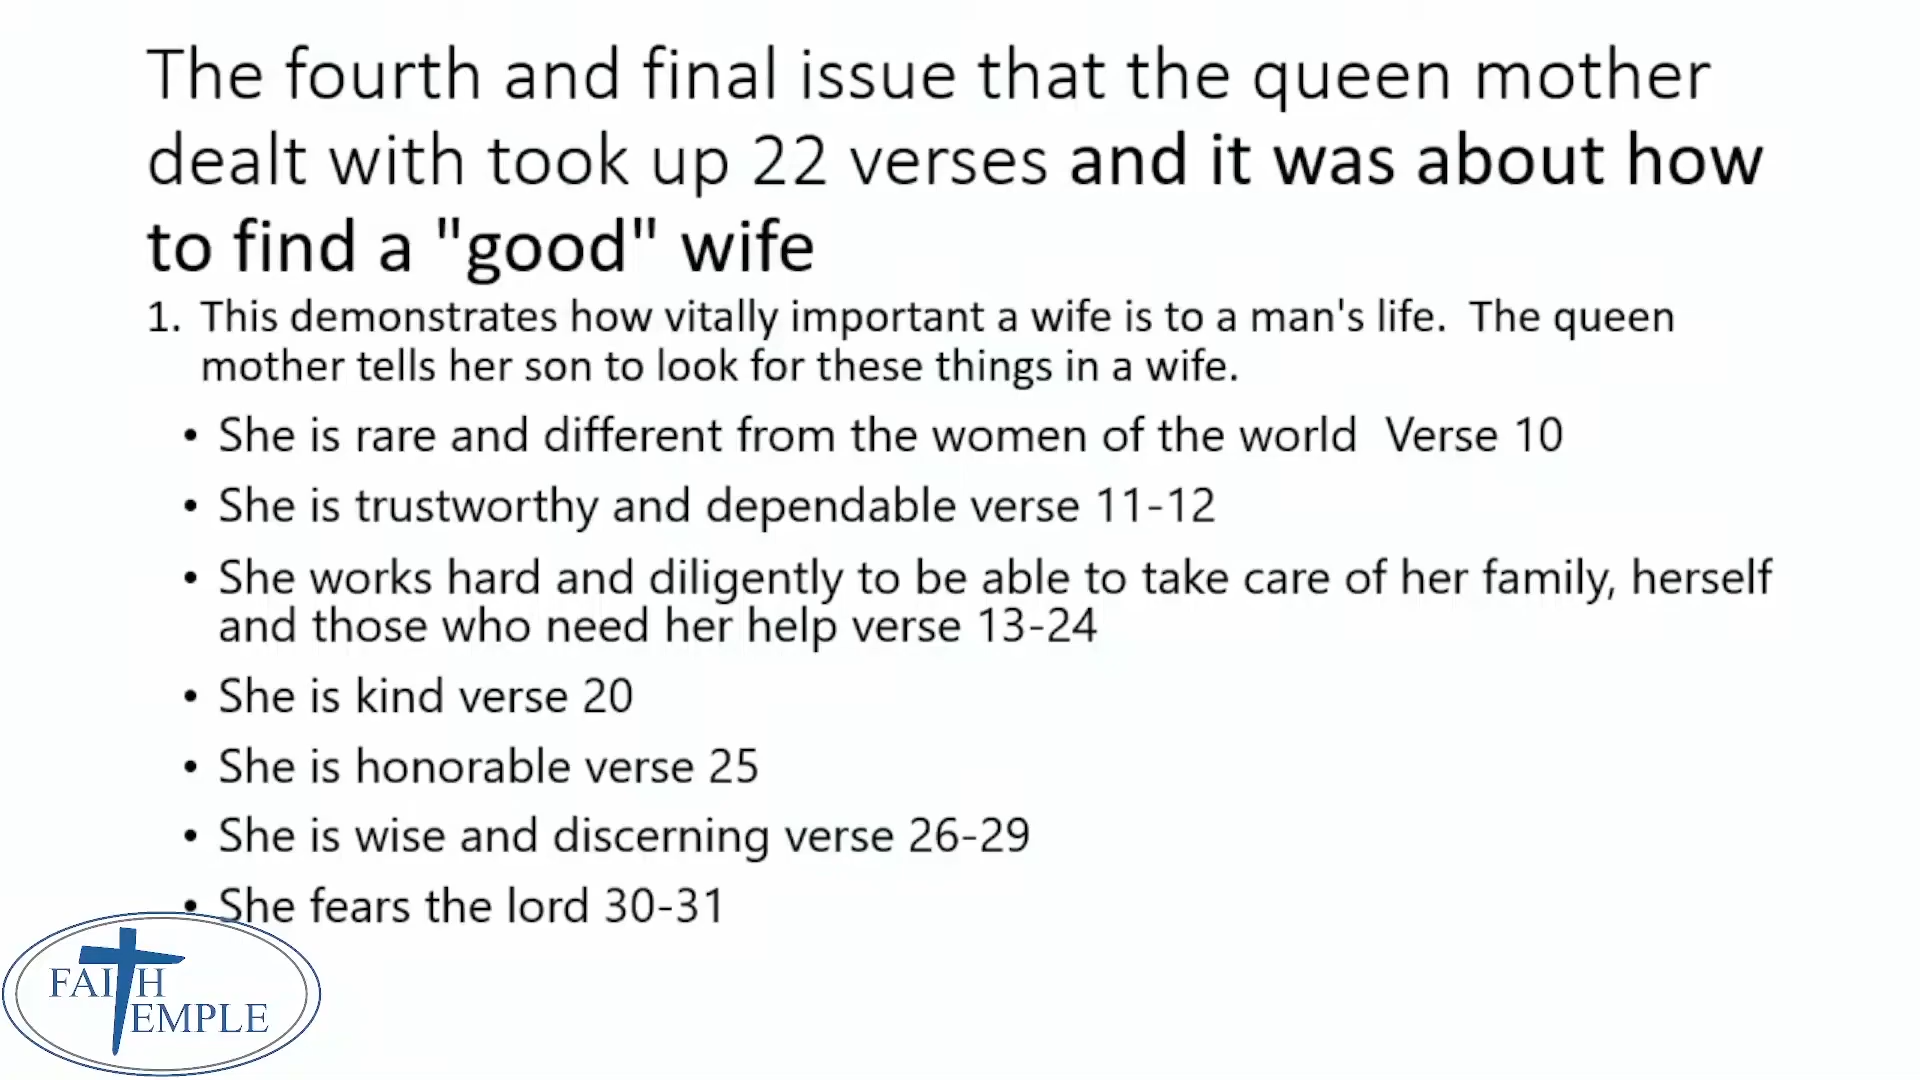 The fourth and final issue that the queen mother
dealt with took up 22 verses and it was about how
to find a "good" wife
1. This demonstrates how vitally important a wife is to a man's life.  The queen
mother tells her son to look for these things in a wife.
• She is rare and different from the women of the world  Verse 10
• She is trustworthy and dependable verse 11-12
• She works hard and diligently to be able to take care of her family, herself
and those who need her help verse 13-24
• She is kind verse 20
• She is honorable verse 25
• She is wise and discerning verse 26-29
• She fears the lord 30-31
FAITH
TEMPLE